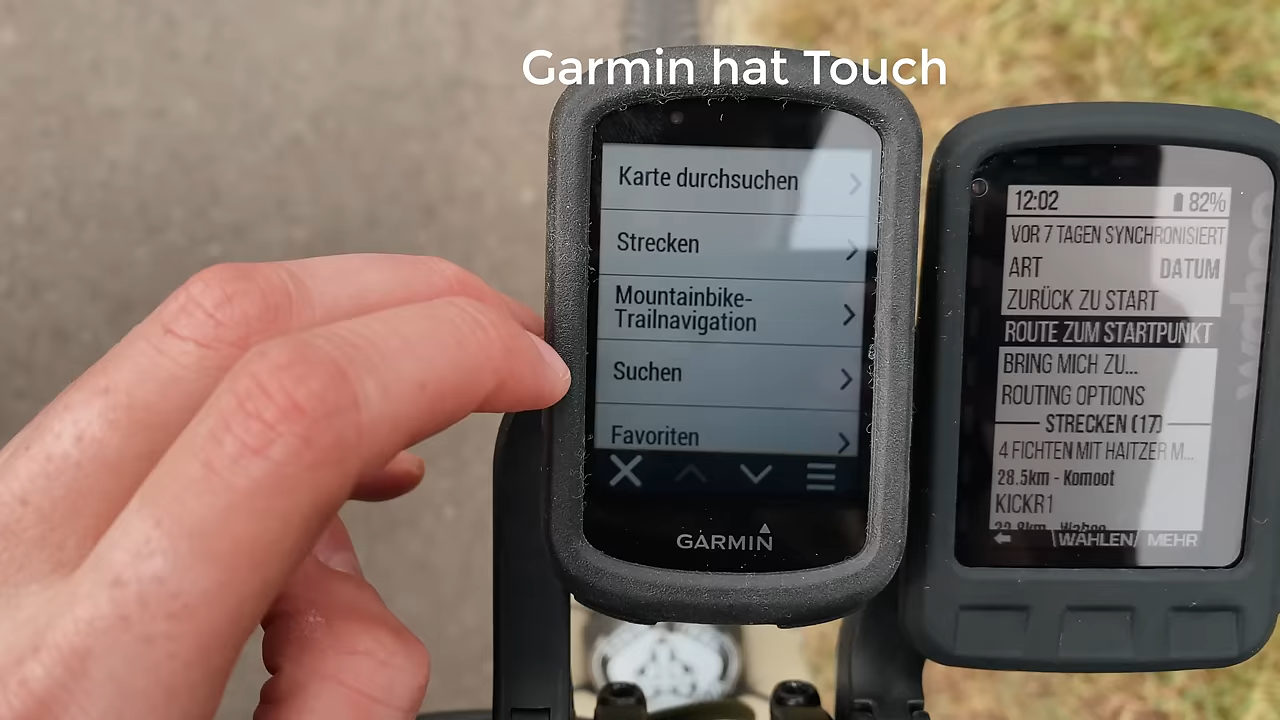 Garmin hat Touch
Karte durchsuchen
Strecken
Mountainbike-
Trailnavigation
Suchen
Favoriten
GARMIN
12:02 82%
VOR 7 TAGEN SYNCHRONISIERT
ART DATUM
ZURÜCK ZU START
ROUTE ZUM STARTPUNKT
BRING MICH ZU...
ROUTING OPTIONS
STRECKEN (17)
4 FICHTEN MIT HAITZER M...
28.5km - Komoot
KICKR1
WÄHLEN MEHR
wahoo